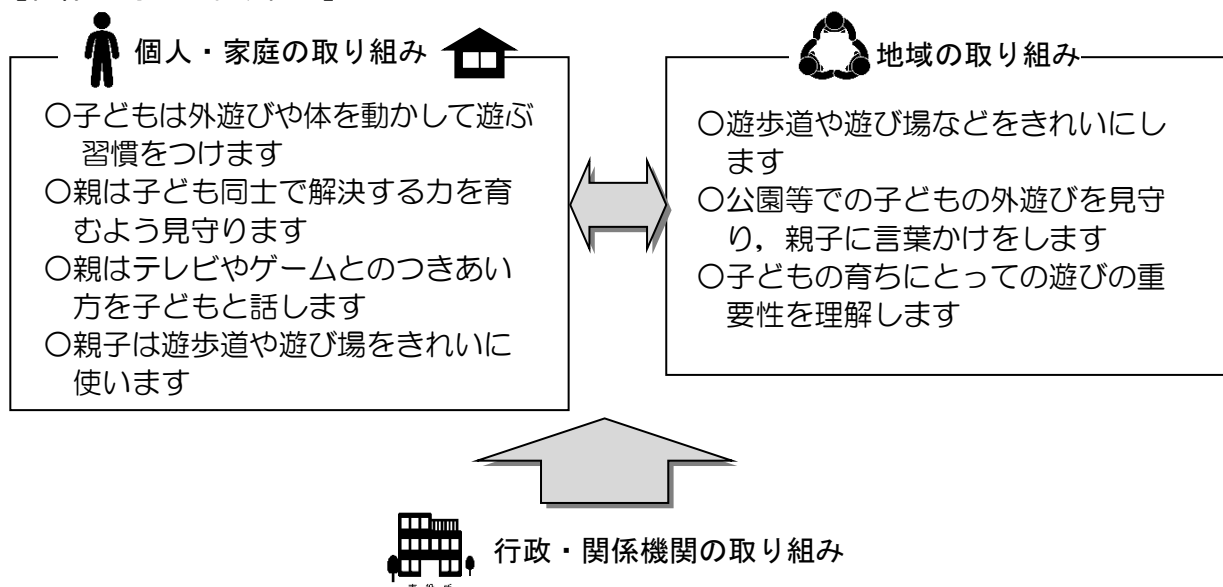 個人・家庭の取り組み
〇子どもは外遊びや体を動かして遊ぶ
習慣をつけます
〇親は子ども同士で解決する力を育
むよう見守ります
〇親はテレビやゲームとのつきあい
方を子どもと話します
〇親子は遊歩道や遊び場をきれいに
使います
地域の取り組み
〇遊歩道や遊び場などをきれいにし
ます
〇公園等での子どもの外遊びを見守
り，親子に言葉かけをします
〇子どもの育ちにとっての遊びの重
要性を理解します
行政・関係機関の取り組み